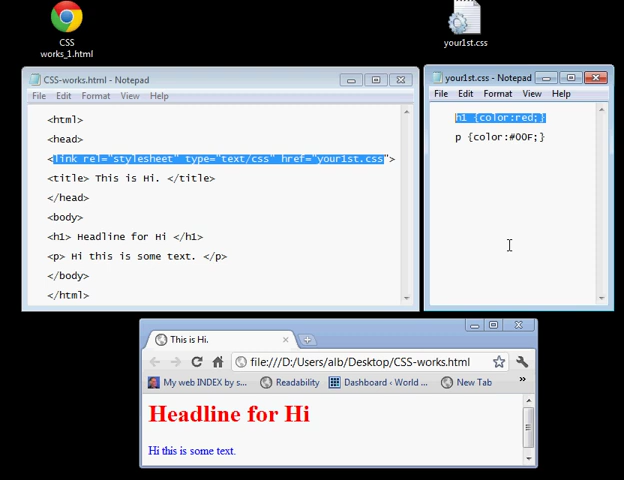 CSS
works_1.html
your1st.css
CSS-works.html - Notepad
File Edit Format View Help
<html>
<head>
<link rel="stylesheet" type="text/css" href="your1st.css">
<title> This is Hi. </title>
</head>
<body>
<h1> Headline for Hi </h1>
<p> Hi this is some text. </p>
</body>
</html>
your1st.css - Notepad
File Edit Format View Help
h1 {color:red;}
p {color:#00F;}
This is Hi.
file:///D:/Users/alb/Desktop/CSS-works.html
My web INDEX by s... Readability Dashboard ‹ World ... New Tab »
Headline for Hi
Hi this is some text.